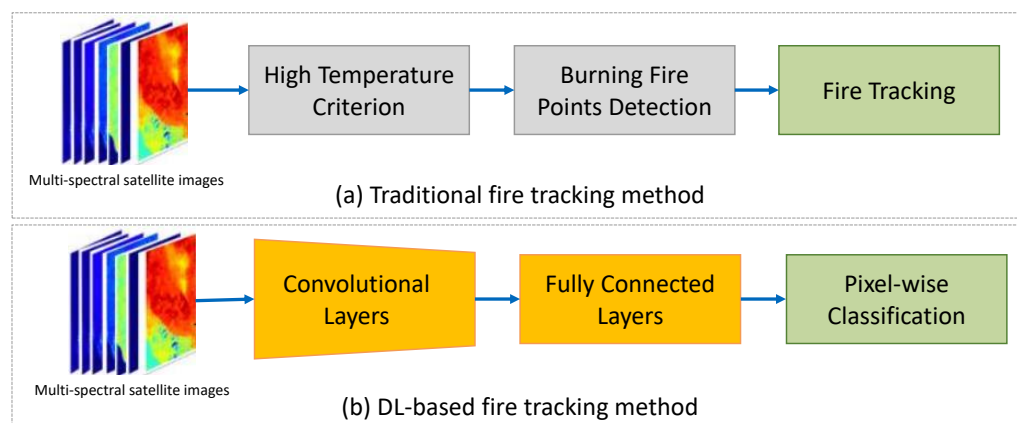 High Temperature
Criterion
Burning Fire
Points Detection
Fire Tracking
Multi-spectral satellite images
(a) Traditional fire tracking method
Convolutional
Layers
Fully Connected
Layers
Pixel-wise
Classification
Multi-spectral satellite images
(b) DL-based fire tracking method